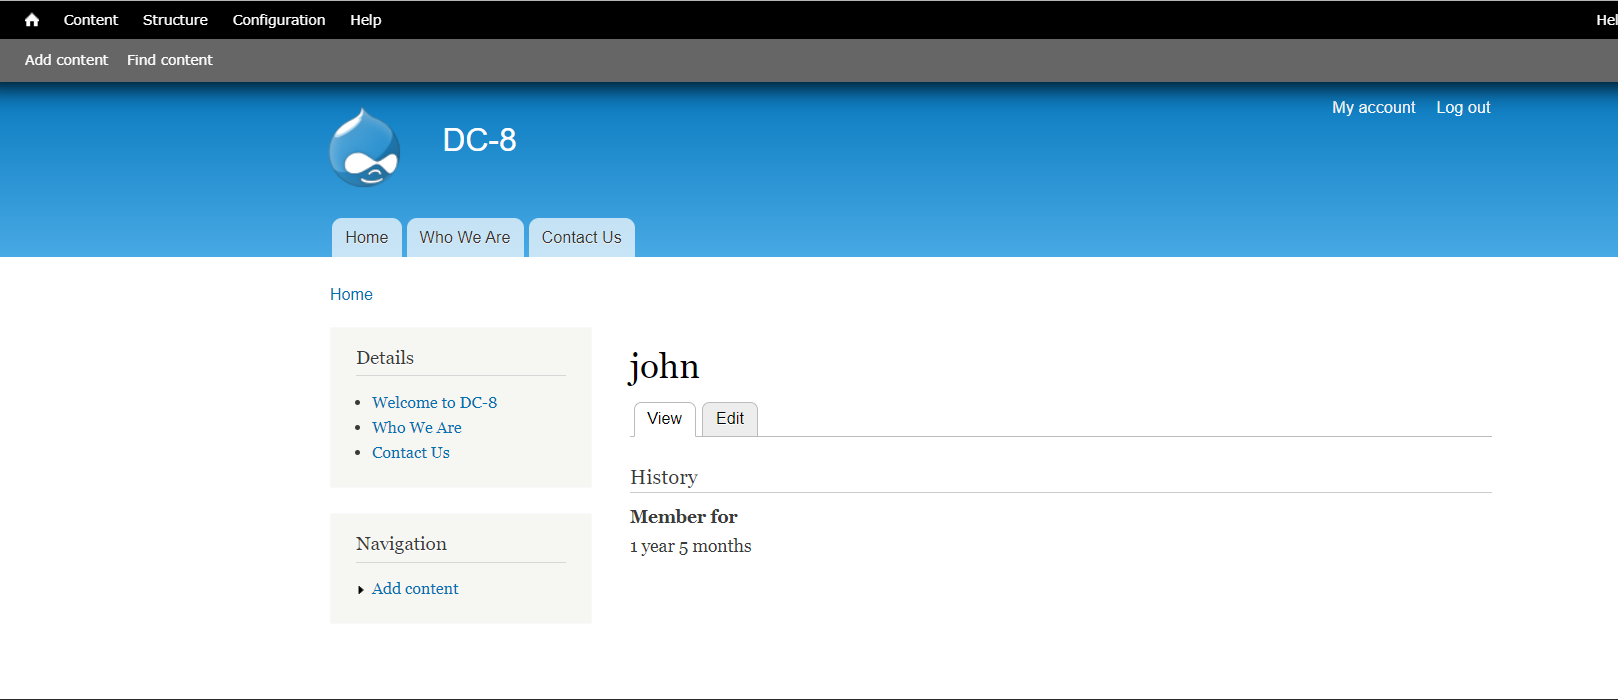 Content Structure Configuration Help Hel
Add content Find content
My account Log out
DC-8
Home Who We Are Contact Us
Home
Details
Welcome to DC-8
Who We Are
Contact Us
Navigation
Add content
john
View Edit
History
Member for
1 year 5 months